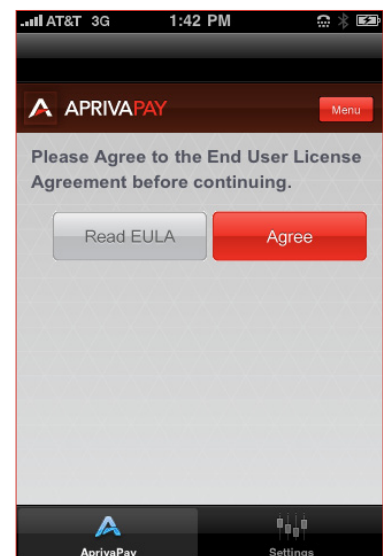 AT&T 3G 1:42 PM
APRIVAPAY Menu
Please Agree to the End User License
Agreement before continuing.
Read EULA Agree
AprivaPay Settings